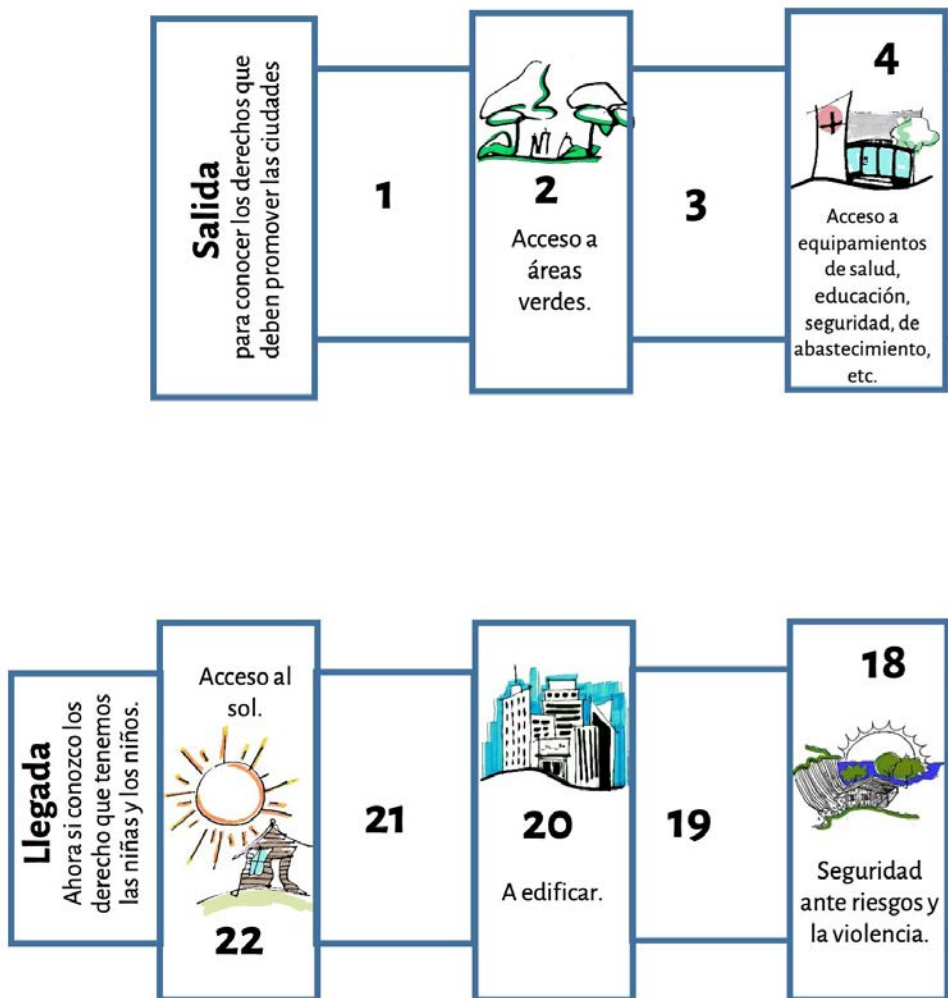 Salida
para conocer los derechos que
deben promover las ciudades
1
2
Acceso a
áreas
verdes.
3
4
Acceso a
equipamientos
de salud,
educación,
seguridad, de
abastecimiento,
etc.
Llegada
Ahora si conozco los
derecho que tenemos
las niñas y los niños.
Acceso al
sol.
22
21
20
A edificar.
19
18
Seguridad
ante riesgos y
la violencia.